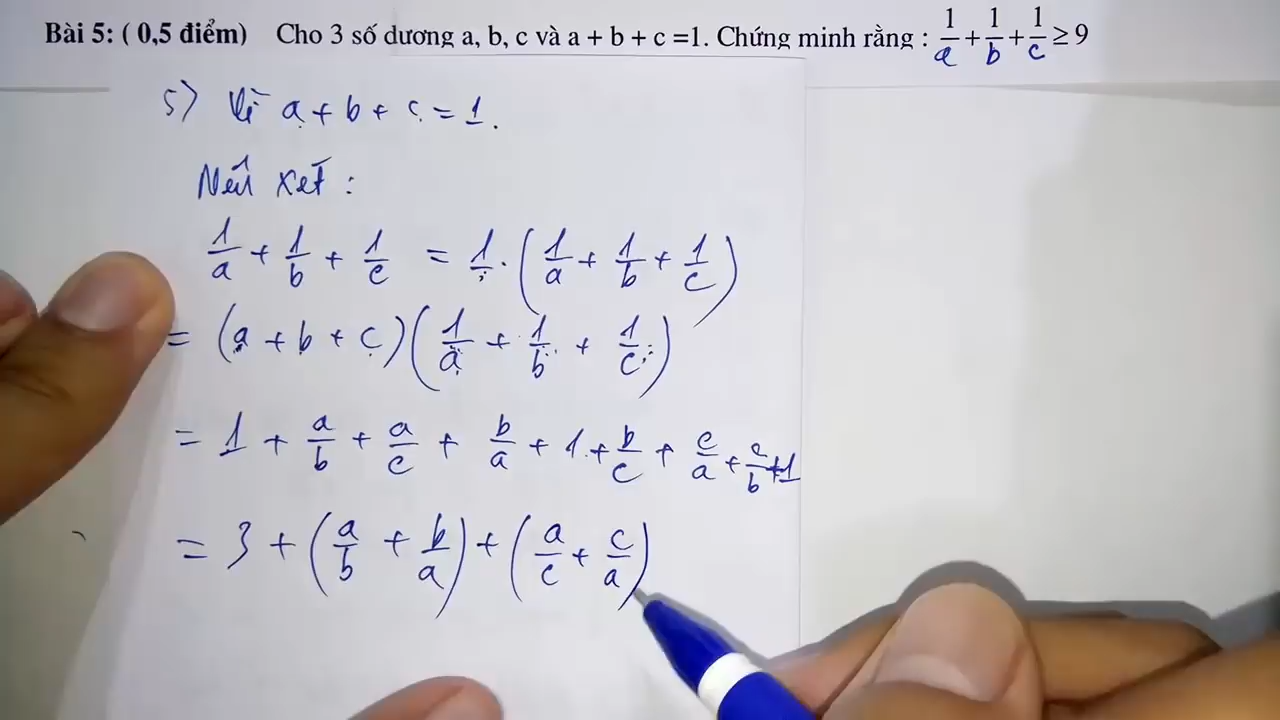 Bài 5: ( 0,5 điểm) Cho 3 số dương a, b, c và a + b + c =1. Chứng minh rằng : 1/a + 1/b + 1/c ≥ 9
5) Vì a + b + c = 1.
Nếu xét :
1/a + 1/b + 1/c = 1 . (1/a + 1/b + 1/c)
= (a + b + c)(1/a + 1/b + 1/c)
= 1 + a/b + a/c + b/a + 1 + b/c + c/a + c/b + 1
= 3 + (a/b + b/a) + (a/c + c/a)